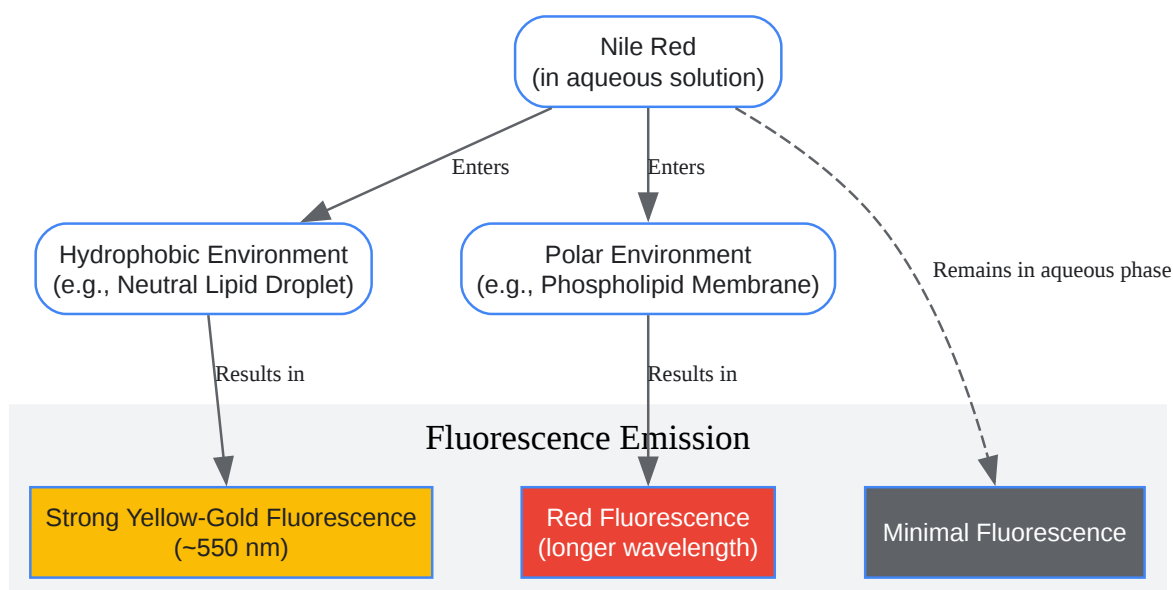 Nile Red
(in aqueous solution)
Enters
Enters
Hydrophobic Environment
(e.g., Neutral Lipid Droplet)
Polar Environment
(e.g., Phospholipid Membrane)
Remains in aqueous phase
Results in
Results in
Fluorescence Emission
Strong Yellow-Gold Fluorescence
(~550 nm)
Red Fluorescence
(longer wavelength)
Minimal Fluorescence